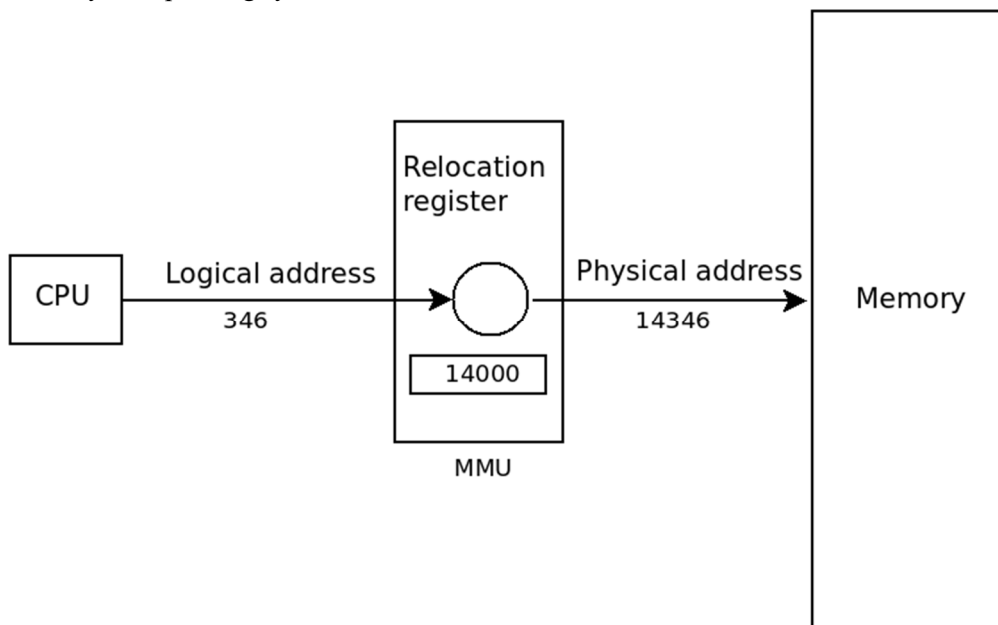 Relocation
register
CPU
Logical address
346
14000
MMU
Physical address
14346
Memory